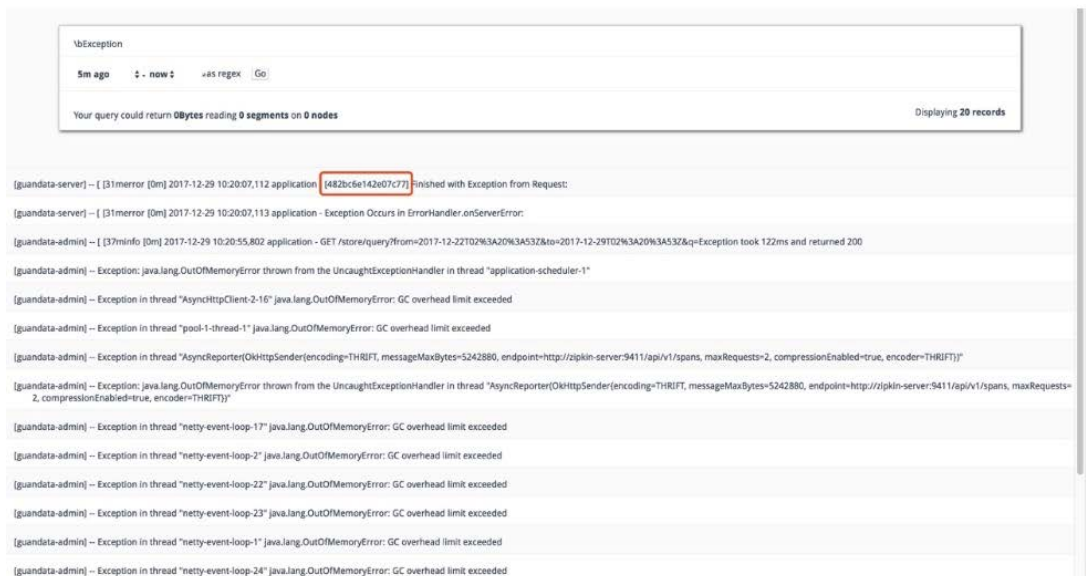 \bException
5m ago - now as regex Go
Your query could return 0Bytes reading 0 segments on 0 nodes
Displaying 20 records
[guandata-server] -- [ [31merror [0m] 2017-12-29 10:20:07,112 application [482bc6e142e07c77] Finished with Exception from Request:
[guandata-server] -- [ [31merror [0m] 2017-12-29 10:20:07,113 application - Exception Occurs in ErrorHandler.onServerError:
[guandata-admin] -- [ [37minfo [0m] 2017-12-29 10:20:55,802 application - GET /store/query?from=2017-12-22T02%3A20%3A53Z&to=2017-12-29T02%3A20%3A53Z&q=Exception took 122ms and returned 200
[guandata-admin] -- Exception: java.lang.OutOfMemoryError thrown from the UncaughtExceptionHandler in thread "application-scheduler-1"
[guandata-admin] -- Exception in thread "AsyncHttpClient-2-16" java.lang.OutOfMemoryError: GC overhead limit exceeded
[guandata-admin] -- Exception in thread "pool-1-thread-1" java.lang.OutOfMemoryError: GC overhead limit exceeded
[guandata-admin] -- Exception in thread "AsyncReporter(OkHttpSender{encoding=THRIFT, messageMaxBytes=5242880, endpoint=http://zipkin-server:9411/api/v1/spans, maxRequests=2, compressionEnabled=true, encoder=THRIFT})"
[guandata-admin] -- Exception: java.lang.OutOfMemoryError thrown from the UncaughtExceptionHandler in thread "AsyncReporter(OkHttpSender{encoding=THRIFT, messageMaxBytes=5242880, endpoint=http://zipkin-server:9411/api/v1/spans, maxRequests=
2, compressionEnabled=true, encoder=THRIFT})"
[guandata-admin] -- Exception in thread "netty-event-loop-17" java.lang.OutOfMemoryError: GC overhead limit exceeded
[guandata-admin] -- Exception in thread "netty-event-loop-2" java.lang.OutOfMemoryError: GC overhead limit exceeded
[guandata-admin] -- Exception in thread "netty-event-loop-22" java.lang.OutOfMemoryError: GC overhead limit exceeded
[guandata-admin] -- Exception in thread "netty-event-loop-23" java.lang.OutOfMemoryError: GC overhead limit exceeded
[guandata-admin] -- Exception in thread "netty-event-loop-1" java.lang.OutOfMemoryError: GC overhead limit exceeded
[guandata-admin] -- Exception in thread "netty-event-loop-24" java.lang.OutOfMemoryError: GC overhead limit exceeded